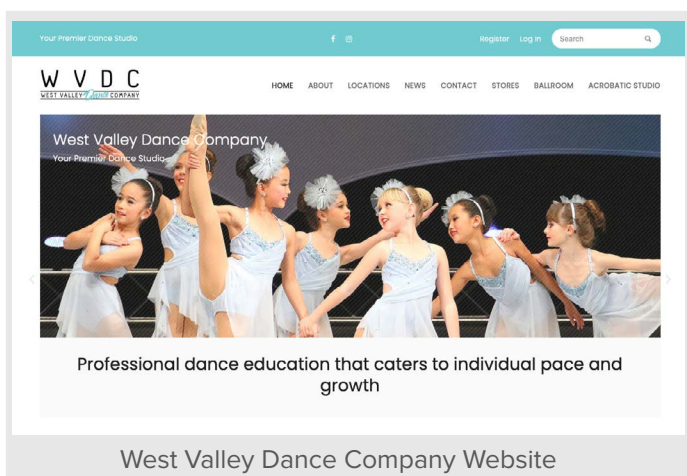 Your Premier Dance Studio
Register Log In Search
W V D C
WEST VALLEY Dance COMPANY
HOME ABOUT LOCATIONS NEWS CONTACT STORES BALLROOM ACROBATIC STUDIO
West Valley Dance Company
Your Premier Dance Studio
Professional dance education that caters to individual pace and
growth
West Valley Dance Company Website